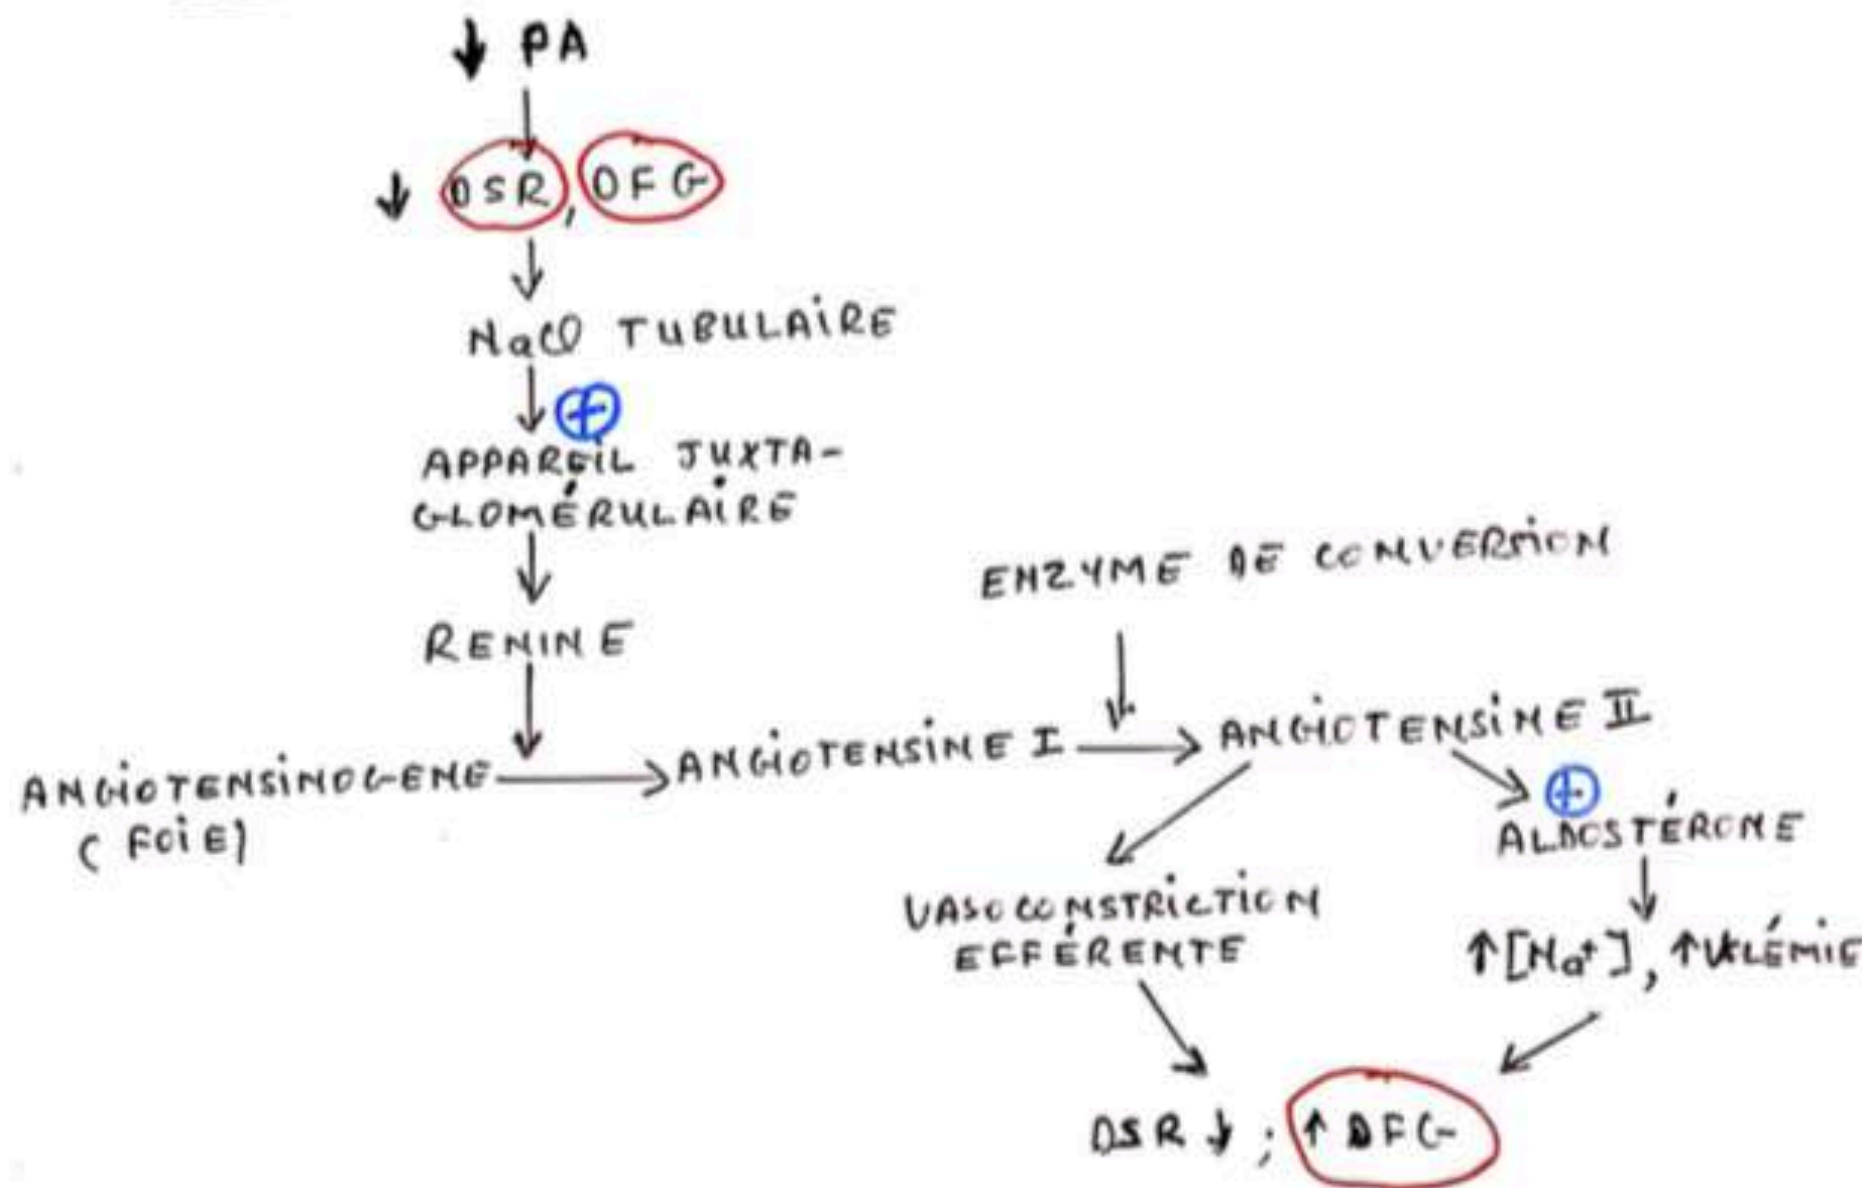 ↓ PA
↓ DSR, DFG
NaCl TUBULAIRE
⊕
APPAREIL JUXTA-
GLOMÉRULAIRE
RENINE
ENZYME DE CONVERSION
ANGIOTENSINOGENE
(FOIE)
ANGIOTENSINE I
ANGIOTENSINE II
⊕
ALDOSTÉRONE
VASOCONSTRICTION
EFFÉRENTE
↑[Na⁺], ↑VOLÉMIE
DSR ↓ ; ↑ DFG